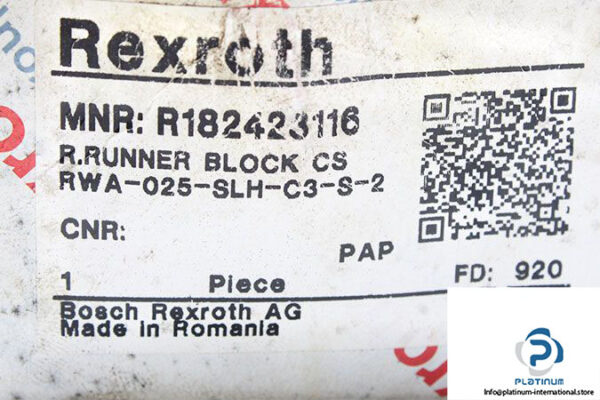 Rexroth
MNR: R182423116
R.RUNNER BLOCK CS
RWA-025-SLH-C3-S-2
CNR:
PAP
1 Piece FD: 920
Bosch Rexroth AG
Made in Romania
PLATINUM
Info@platinum-international.store